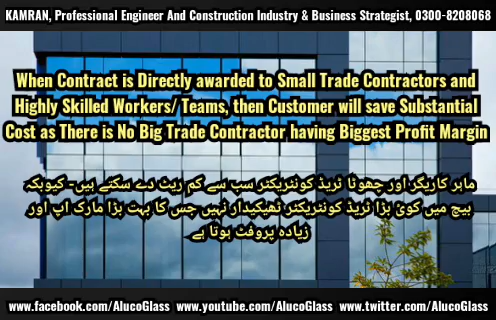 KAMRAN, Professional Engineer And Construction Industry & Business Strategist, 0300-8208068
When Contract is Directly awarded to Small Trade Contractors and
Highly Skilled Workers/ Teams, then Customer will save Substantial
Cost as There is No Big Trade Contractor having Biggest Profit Margin
ماہر کاریگر اور چھوٹا ٹریڈ کونٹریکٹر سب سے کم ریٹ دے سکتے ہیں- کیوبکہ
بیچ میں کوئ بڑا ٹریڈ کونٹریکٹر ٹھیکیدار نہیں جس کا بہت بڑا مارک اپ اور
زیادہ پروفٹ ہوتا ہے
www.facebook.com/AlucoGlass www.youtube.com/AlucoGlass www.twitter.com/AlucoGlass